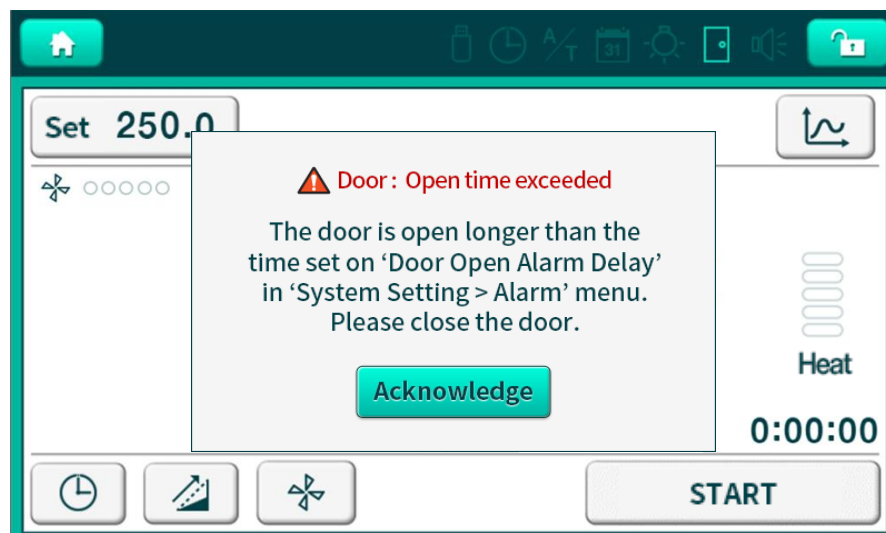 A/T
31
Set 250.0
Door : Open time exceeded
The door is open longer than the
time set on ‘Door Open Alarm Delay’
in ‘System Setting > Alarm’ menu.
Please close the door.
Acknowledge
Heat
0:00:00
START